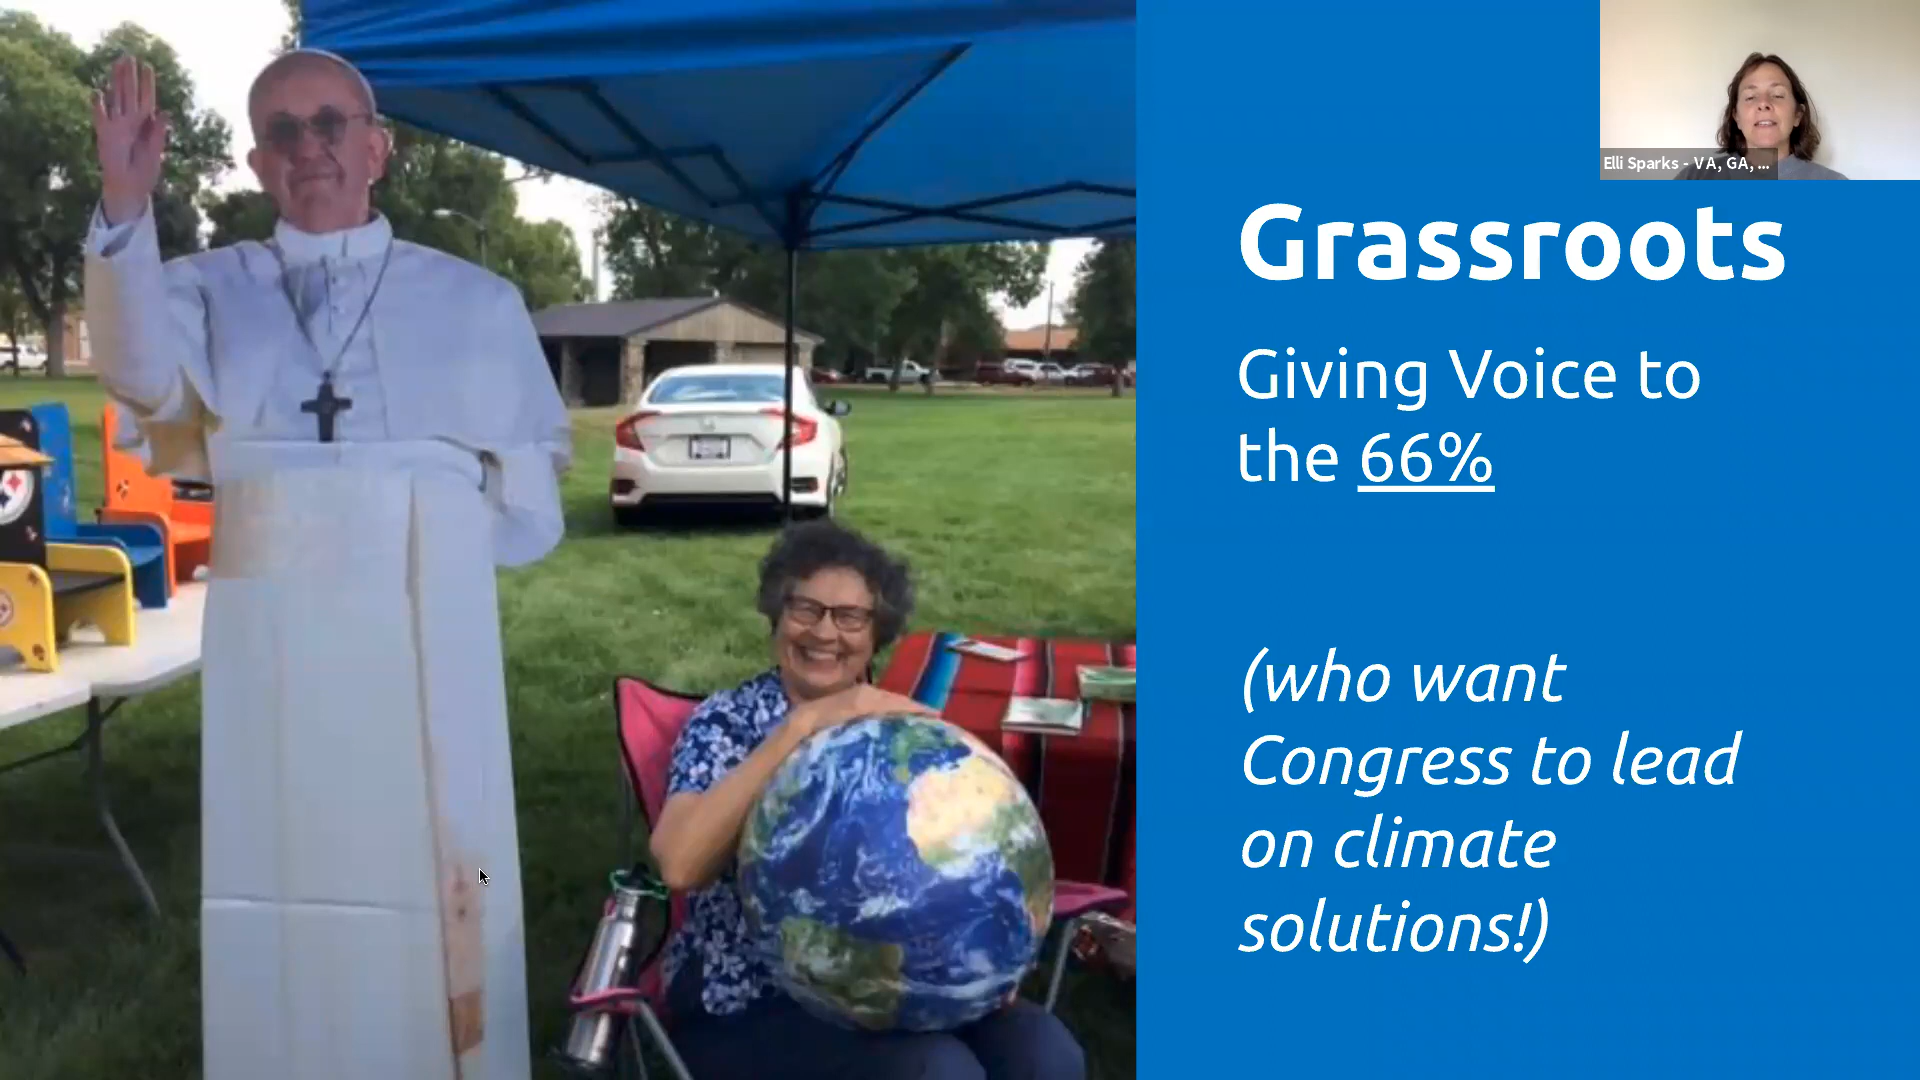 Elli Sparks - VA, GA, ...
Grassroots
Giving Voice to
the 66%
(who want
Congress to lead
on climate
solutions!)